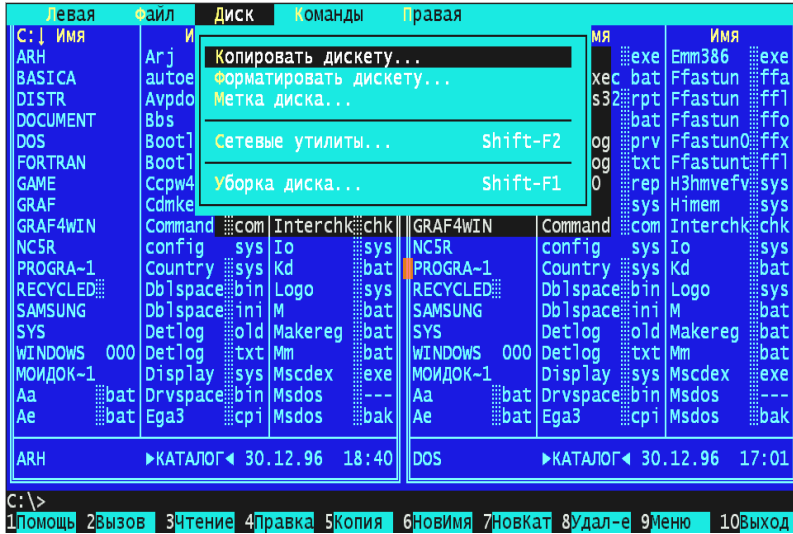 Левая Файл Диск Команды Правая
C:↓ Имя И мя Имя
ARH Arj Копировать дискету... exe Emm386 exe
BASICA autoe Форматировать дискету... xec bat Ffastun ffa
DISTR Avpdo Метка диска... s32 rpt Ffastun ffl
DOCUMENT Bbs bat Ffastun ffo
DOS Bootl Сетевые утилиты... Shift-F2 og prv Ffastun0 ffx
FORTRAN Bootl og txt Ffastunt ffl
GAME Ccpw4 Уборка диска... Shift-F1 0 rep H3hmvefv sys
GRAF Cdmke sys Himem sys
GRAF4WIN Command com Interchk chk GRAF4WIN Command com Interchk chk
NC5R config sys Io sys NC5R config sys Io sys
PROGRA~1 Country sys Kd bat PROGRA~1 Country sys Kd bat
RECYCLED Dblspace bin Logo sys RECYCLED Dblspace bin Logo sys
SAMSUNG Dblspace ini M bat SAMSUNG Dblspace ini M bat
SYS Detlog old Makereg bat SYS Detlog old Makereg bat
WINDOWS 000 Detlog txt Mm bat WINDOWS 000 Detlog txt Mm bat
МОИДОК~1 Display sys Mscdex exe МОИДОК~1 Display sys Mscdex exe
Aa bat Drvspace bin Msdos --- Aa bat Drvspace bin Msdos ---
Ae bat Ega3 cpi Msdos bak Ae bat Ega3 cpi Msdos bak
ARH ►КАТАЛОГ◄ 30.12.96 18:40 DOS ►КАТАЛОГ◄ 30.12.96 17:01
C:\>
1Помощь 2Вызов 3Чтение 4Правка 5Копия 6НовИмя 7НовКат 8Удал-е 9Меню 10Выход